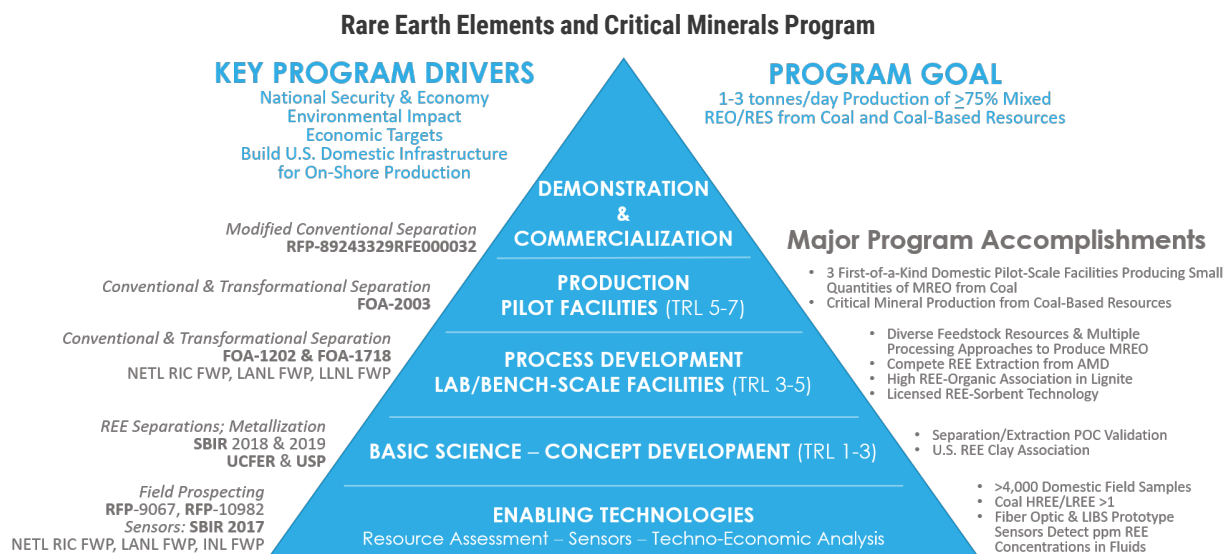 Rare Earth Elements and Critical Minerals Program
KEY PROGRAM DRIVERS
National Security & Economy
Environmental Impact
Economic Targets
Build U.S. Domestic Infrastructure
for On-Shore Production
PROGRAM GOAL
1-3 tonnes/day Production of >75% Mixed
REO/RES from Coal and Coal-Based Resources
DEMONSTRATION
&
COMMERCIALIZATION
Modified Conventional Separation
RFP-89243329RFE000032
Major Program Accomplishments
PRODUCTION
PILOT FACILITIES (TRL 5-7)
Conventional & Transformational Separation
FOA-2003
• 3 First-of-a-Kind Domestic Pilot-Scale Facilities Producing Small
Quantities of MREO from Coal
• Critical Mineral Production from Coal-Based Resources
Conventional & Transformational Separation
FOA-1202 & FOA-1718
NETL RIC FWP, LANL FWP, LLNL FWP
PROCESS DEVELOPMENT
LAB/BENCH-SCALE FACILITIES (TRL 3-5)
• Diverse Feedstock Resources & Multiple
Processing Approaches to Produce MREO
• Compete REE Extraction from AMD
• High REE-Organic Association in Lignite
• Licensed REE-Sorbent Technology
REE Separations; Metallization
SBIR 2018 & 2019
UCFER & USP
BASIC SCIENCE – CONCEPT DEVELOPMENT (TRL 1-3)
• Separation/Extraction POC Validation
• U.S. REE Clay Association
Field Prospecting
RFP-9067, RFP-10982
Sensors: SBIR 2017
NETL RIC FWP, LANL FWP, INL FWP
ENABLING TECHNOLOGIES
Resource Assessment – Sensors – Techno-Economic Analysis
• >4,000 Domestic Field Samples
• Coal HREE/LREE >1
• Fiber Optic & LIBS Prototype
Sensors Detect ppm REE
Concentrations in Fluids